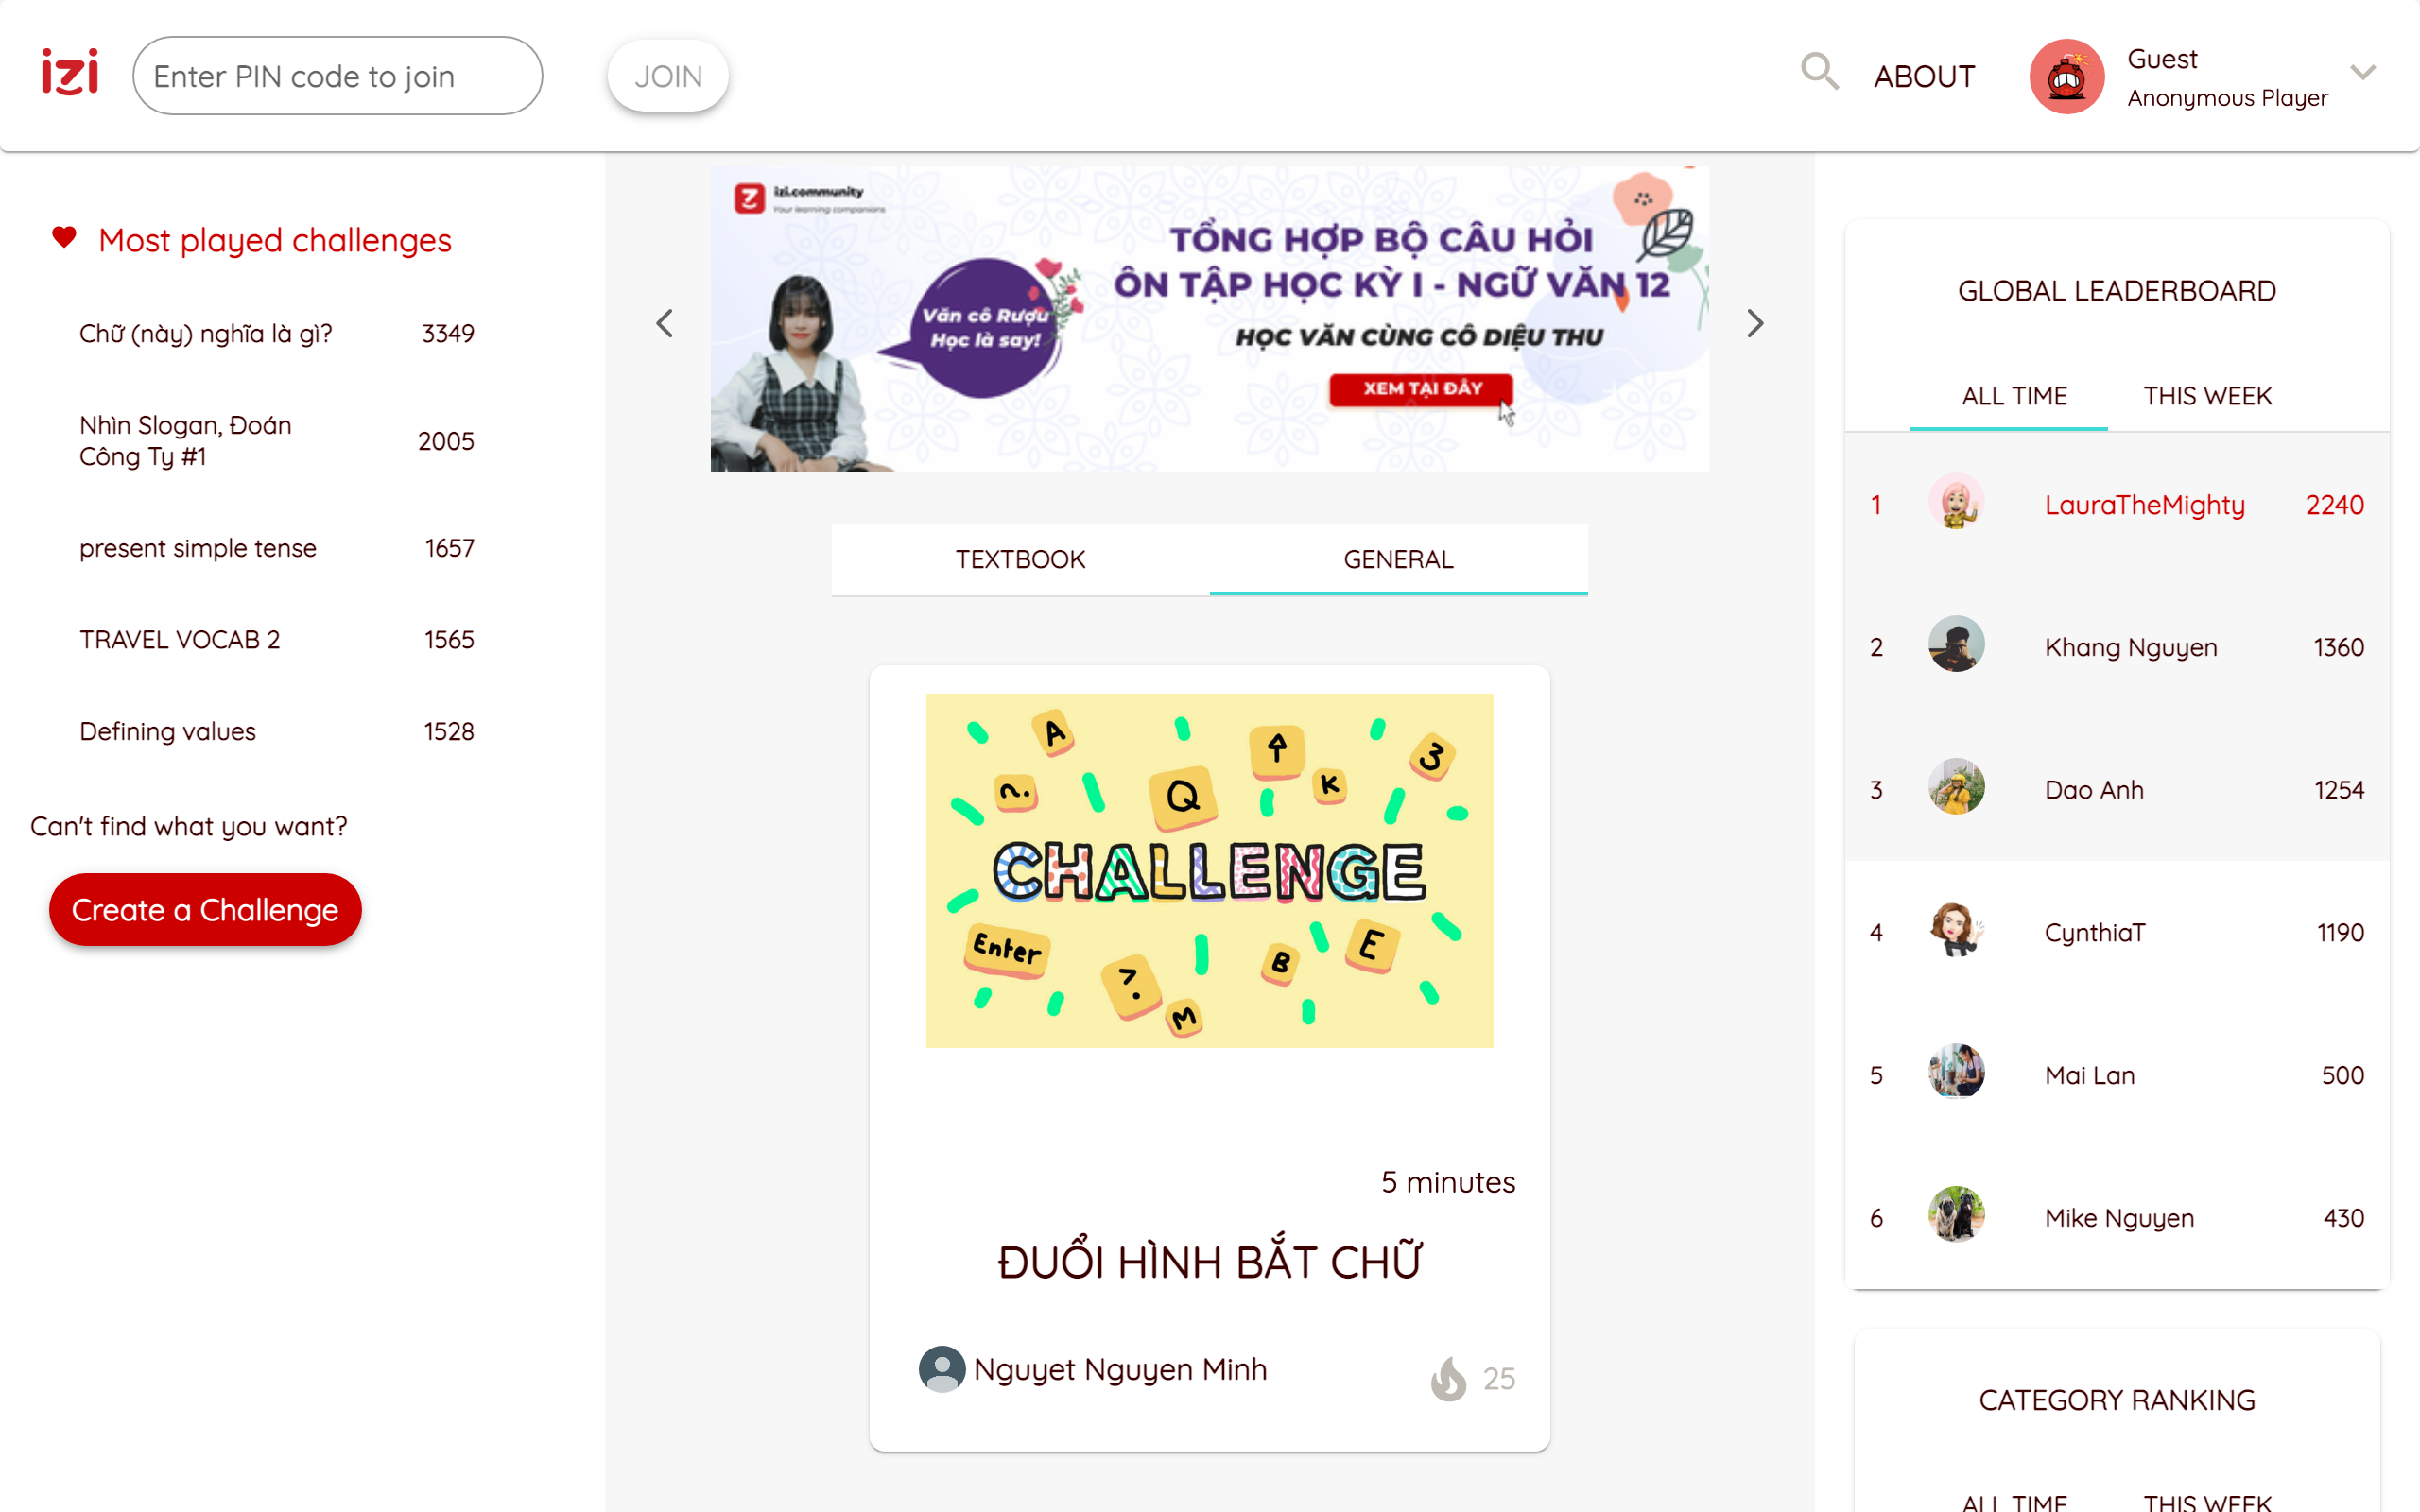 izi
Enter PIN code to join
JOIN
ABOUT
Guest
Anonymous Player
Most played challenges
Chữ (này) nghĩa là gì? 3349
Nhìn Slogan, Đoán
Công Ty #1 2005
present simple tense 1657
TRAVEL VOCAB 2 1565
Defining values 1528
Can't find what you want?
Create a Challenge
izi.community
Your learning companions
Văn cô Rượu
Học là say!
TỔNG HỢP BỘ CÂU HỎI
ÔN TẬP HỌC KỲ I - NGỮ VĂN 12
HỌC VĂN CÙNG CÔ DIỆU THU
XEM TẠI ĐÂY
TEXTBOOK
GENERAL
A
?.
Q
K
3
CHALLENGE
Enter
?
M
B
E
5 minutes
ĐUỔI HÌNH BẮT CHỮ
Nguyet Nguyen Minh
25
GLOBAL LEADERBOARD
ALL TIME THIS WEEK
1 LauraTheMighty 2240
2 Khang Nguyen 1360
3 Dao Anh 1254
4 CynthiaT 1190
5 Mai Lan 500
6 Mike Nguyen 430
CATEGORY RANKING
ALL TIME THIS WEEK